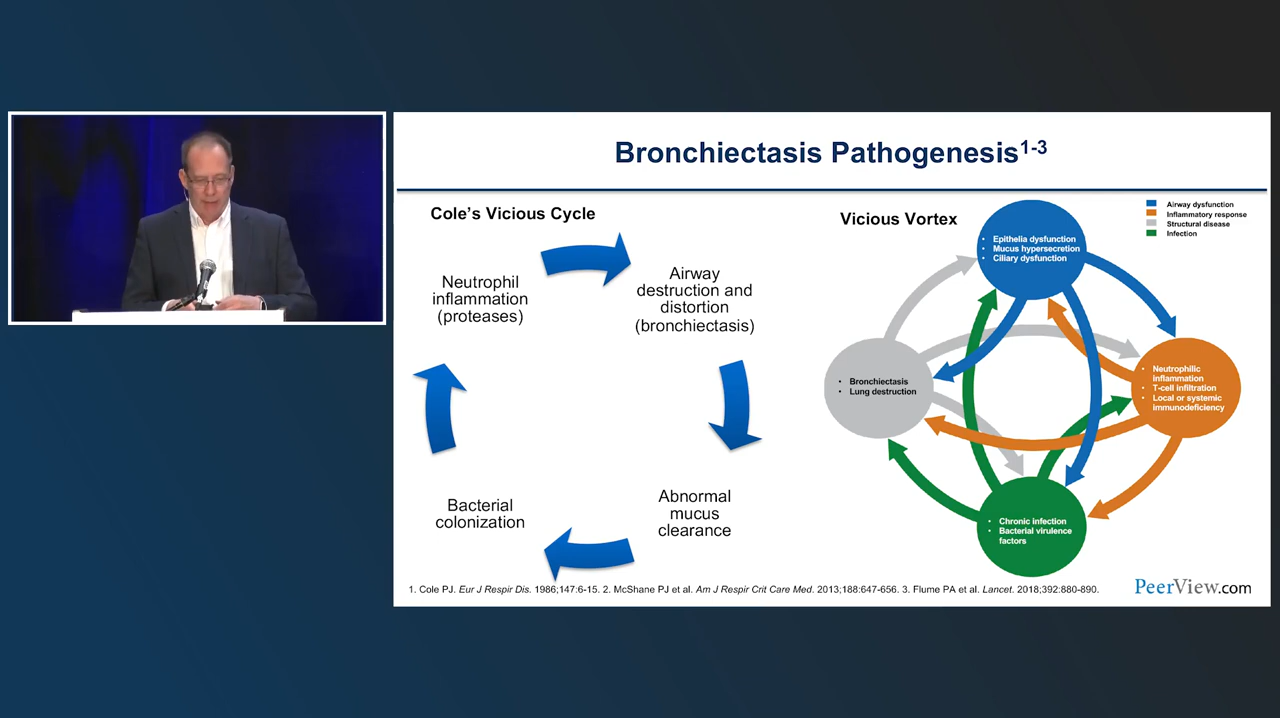 Bronchiectasis Pathogenesis1-3
Cole's Vicious Cycle
Neutrophil
inflammation
(proteases)
Airway
destruction and
distortion
(bronchiectasis)
Abnormal
mucus
clearance
Bacterial
colonization
Vicious Vortex
Airway dysfunction
Inflammatory response
Structural disease
Infection
• Epithelia dysfunction
• Mucus hypersecretion
• Ciliary dysfunction
• Neutrophilic
inflammation
• T-cell infiltration
• Local or systemic
immunodeficiency
• Chronic infection
• Bacterial virulence
factors
• Bronchiectasis
• Lung destruction
1. Cole PJ. Eur J Respir Dis. 1986;147:6-15. 2. McShane PJ et al. Am J Respir Crit Care Med. 2013;188:647-656. 3. Flume PA et al. Lancet. 2018;392:880-890.
PeerView.com